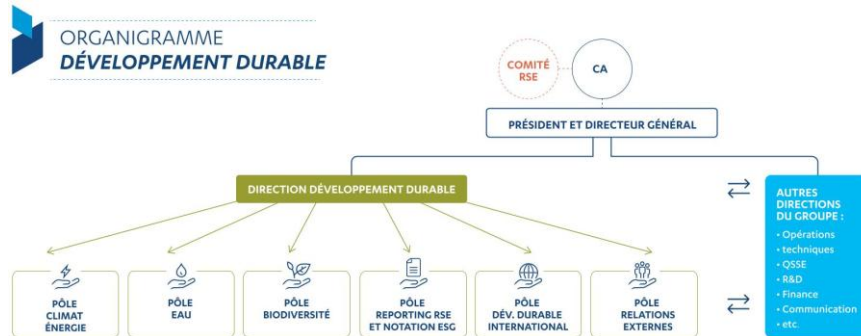 ORGANIGRAMME
DÉVELOPPEMENT DURABLE
COMITÉ
RSE
CA
PRÉSIDENT ET DIRECTEUR GÉNÉRAL
DIRECTION DÉVELOPPEMENT DURABLE
PÔLE
CLIMAT
ÉNERGIE
PÔLE
EAU
PÔLE
BIODIVERSITÉ
PÔLE
REPORTING RSE
ET NOTATION ESG
PÔLE
DÉV. DURABLE
INTERNATIONAL
PÔLE
RELATIONS
EXTERNES
AUTRES
DIRECTIONS
DU GROUPE :
• Opérations
• techniques
• QSSE
• R&D
• Finance
• Communication
• etc.